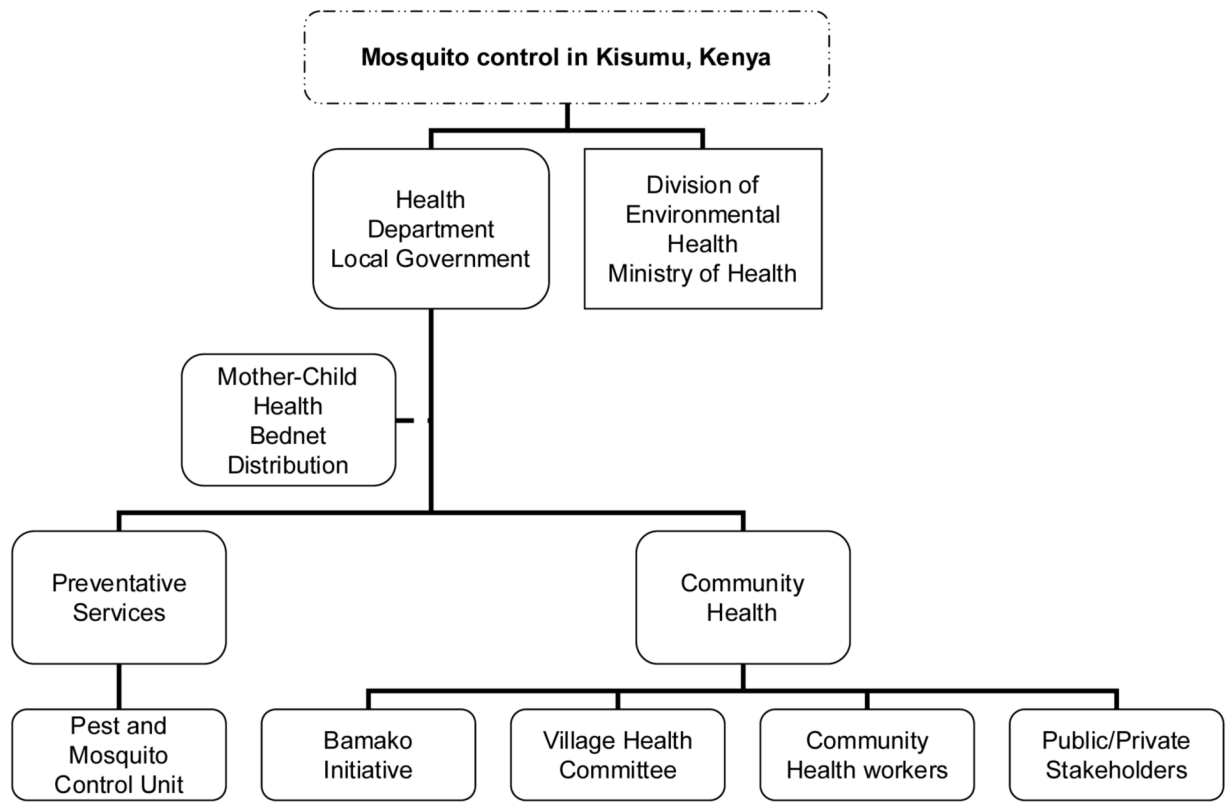 Mosquito control in Kisumu, Kenya
Health
Department
Local Government
Division of
Environmental
Health
Ministry of Health
Mother-Child
Health
Bednet
Distribution
Preventative
Services
Community
Health
Pest and
Mosquito
Control Unit
Bamako
Initiative
Village Health
Committee
Community
Health workers
Public/Private
Stakeholders